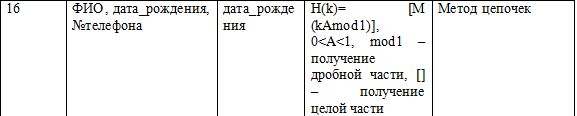 16
ФИО, дата_рождения,
№телефона
дата_рожде
ния
H(k)= [M
(kAmod1)],
0<A<1, mod1 –
получение
дробной части, []
– получение
целой части
Метод цепочек